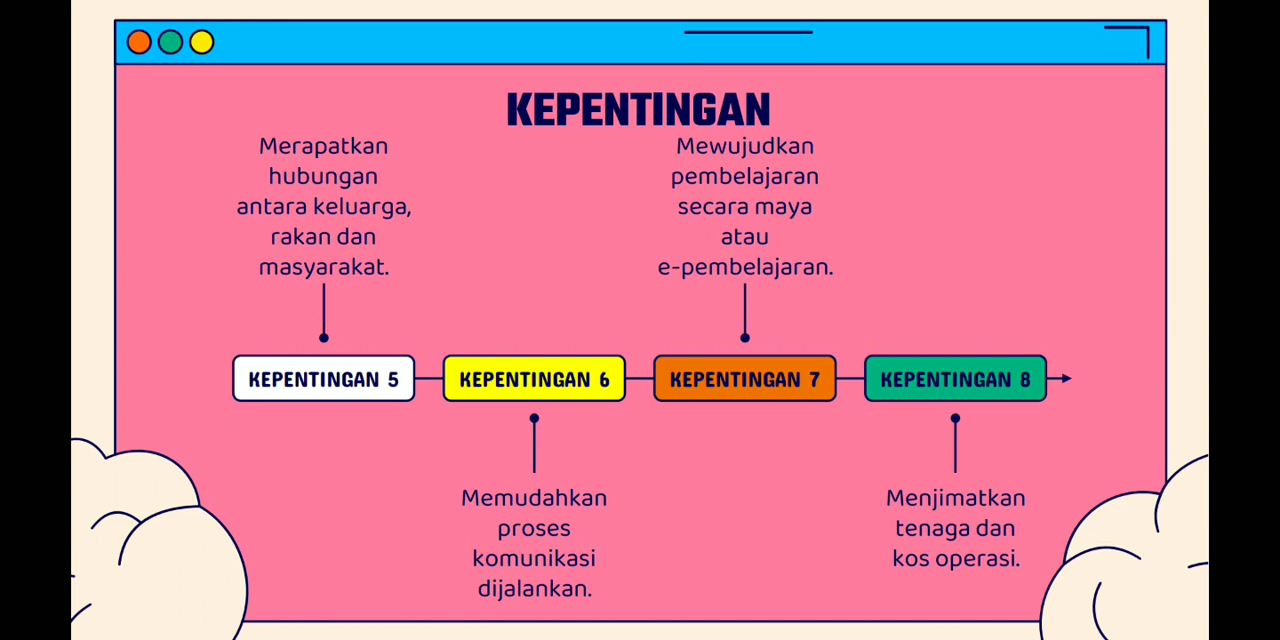 KEPENTINGAN
Merapatkan
hubungan
antara keluarga,
rakan dan
masyarakat.
Mewujudkan
pembelajaran
secara maya
atau
e-pembelajaran.
KEPENTINGAN 5
KEPENTINGAN 6
KEPENTINGAN 7
KEPENTINGAN 8
Memudahkan
proses
komunikasi
dijalankan.
Menjimatkan
tenaga dan
kos operasi.